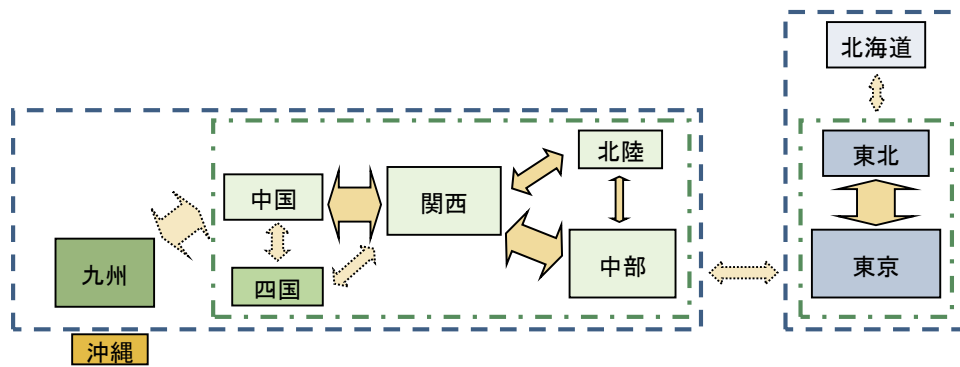 北海道
北陸
東北
中国
関西
九州
四国
中部
東京
沖縄